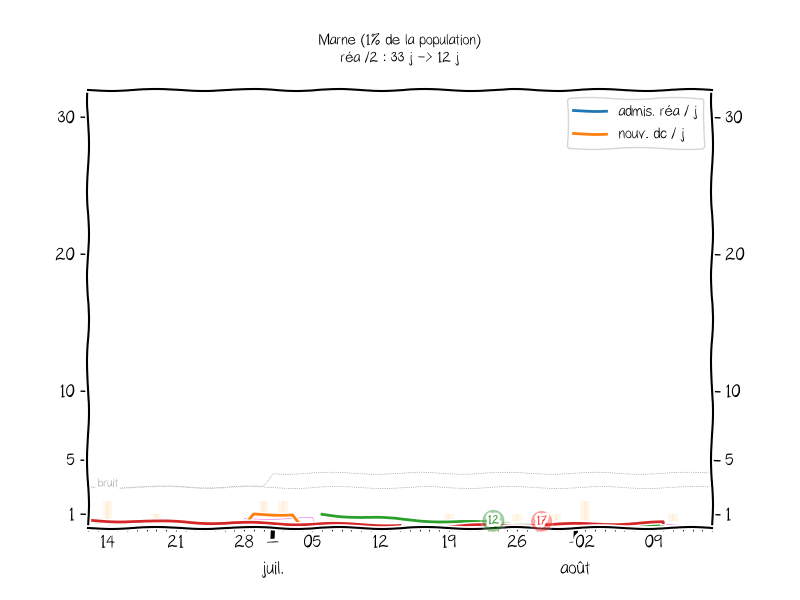 Marne (1% de la population)
réa /2 : 33 j -> 12 j
admis. réa / j
nouv. dc / j
30
30
20
20
10
10
5
5
bruit
1
1
12
17
14 21 28 05 12 19 26 02 09
juil. août